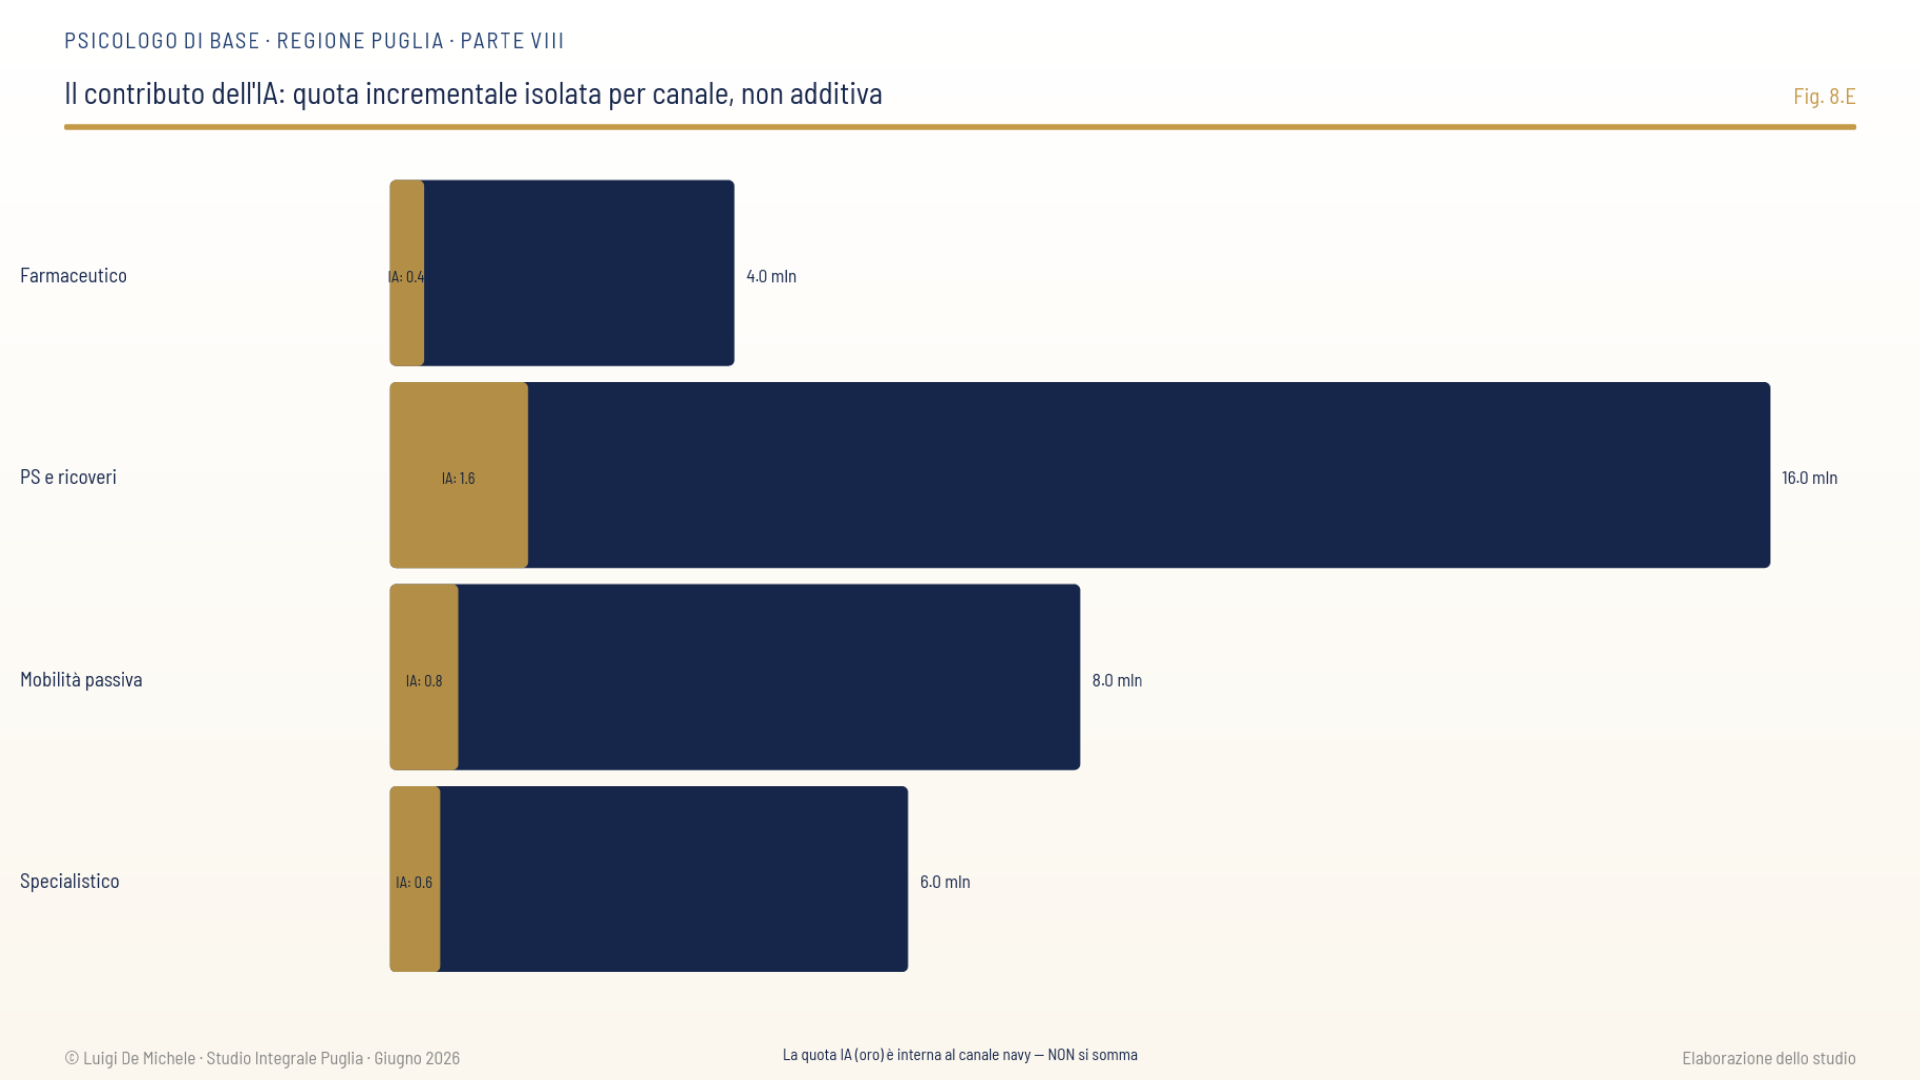 PSICOLOGO DI BASE · REGIONE PUGLIA · PARTE VIII
Il contributo dell'IA: quota incrementale isolata per canale, non additiva
Fig. 8.E
Farmaceutico
IA: 0.4
4.0 mln
PS e ricoveri
IA: 1.6
16.0 mln
Mobilità passiva
IA: 0.8
8.0 mln
Specialistico
IA: 0.6
6.0 mln
© Luigi De Michele · Studio Integrale Puglia · Giugno 2026
La quota IA (oro) è interna al canale navy — NON si somma
Elaborazione dello studio